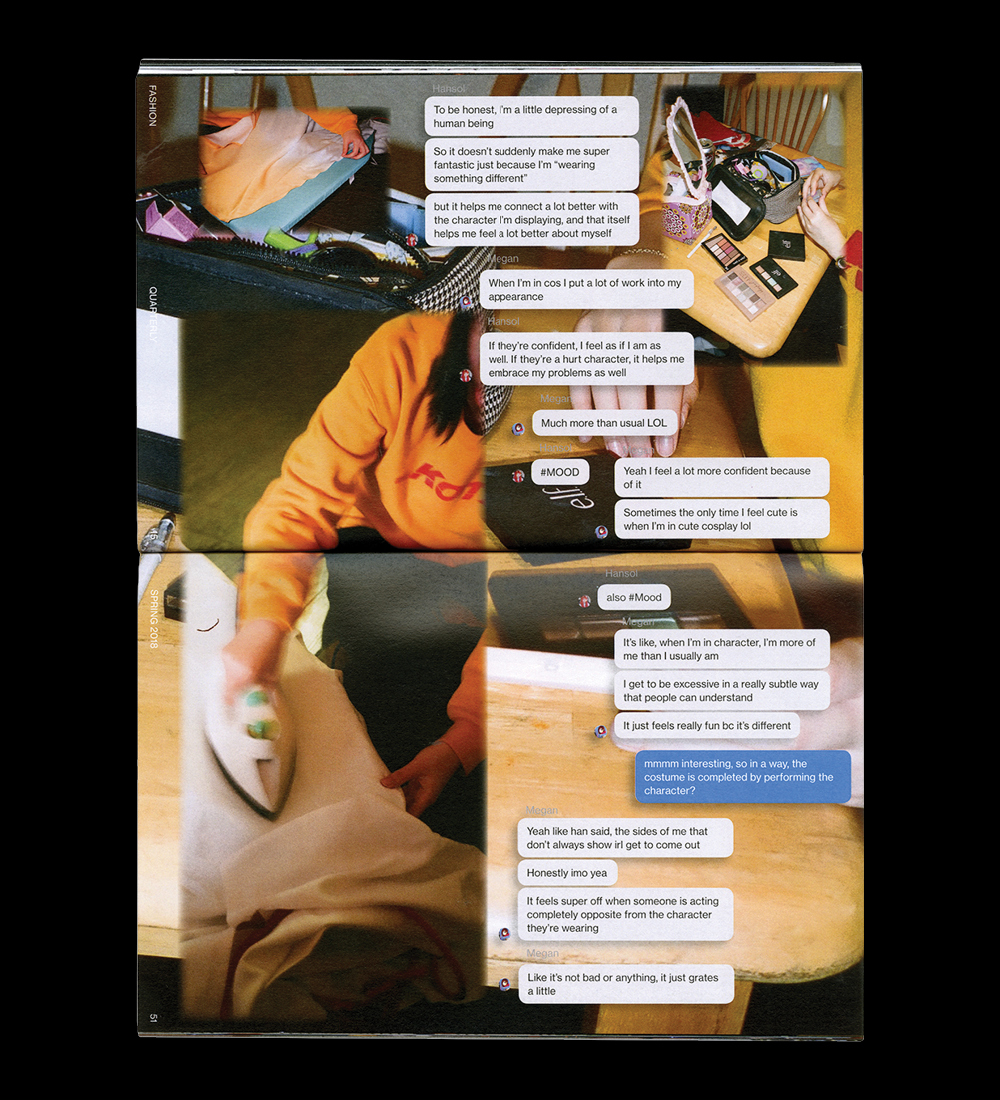 FASHION
Hansol
To be honest, I'm a little depressing of a
human being
So it doesn't suddenly make me super
fantastic just because I'm “wearing
something different”
but it helps me connect a lot better with
the character I'm displaying, and that itself
helps me feel a lot better about myself
Megan
When I'm in cos I put a lot of work into my
appearance
QUARTERLY
Hansol
If they're confident, I feel as if I am as
well. If they're a hurt character, it helps me
embrace my problems as well
Megan
Much more than usual LOL
#MOOD
Yeah I feel a lot more confident because
of it
Sometimes the only time I feel cute is
when I'm in cute cosplay lol
elf
Hansol
also #Mood
SPRING 2018
Megan
It's like, when I'm in character, I'm more of
me than I usually am
I get to be excessive in a really subtle way
that people can understand
It just feels really fun bc it's different
mmmm interesting, so in a way, the
costume is completed by performing the
character?
Megan
Yeah like han said, the sides of me that
don't always show irl get to come out
Honestly imo yea
It feels super off when someone is acting
completely opposite from the character
they're wearing
Megan
Like it's not bad or anything, it just grates
a little
51